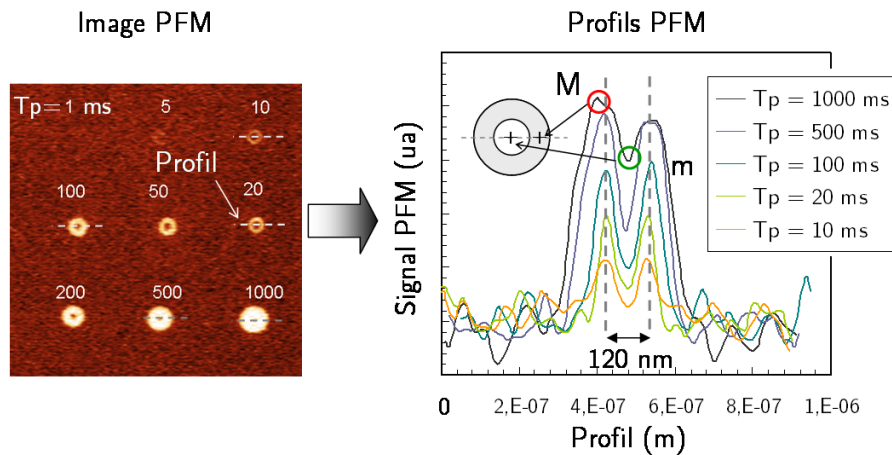 Image PFM
Profils PFM
Tp= 1 ms
5
10
Profil
100
50
20
200
500
1000
Signal PFM (ua)
M
m
Tp = 1000 ms
Tp = 500 ms
Tp = 100 ms
Tp = 20 ms
Tp = 10 ms
120 nm
0
2,E-07
4,E-07
6,E-07
8,E-07
1,E-06
Profil (m)